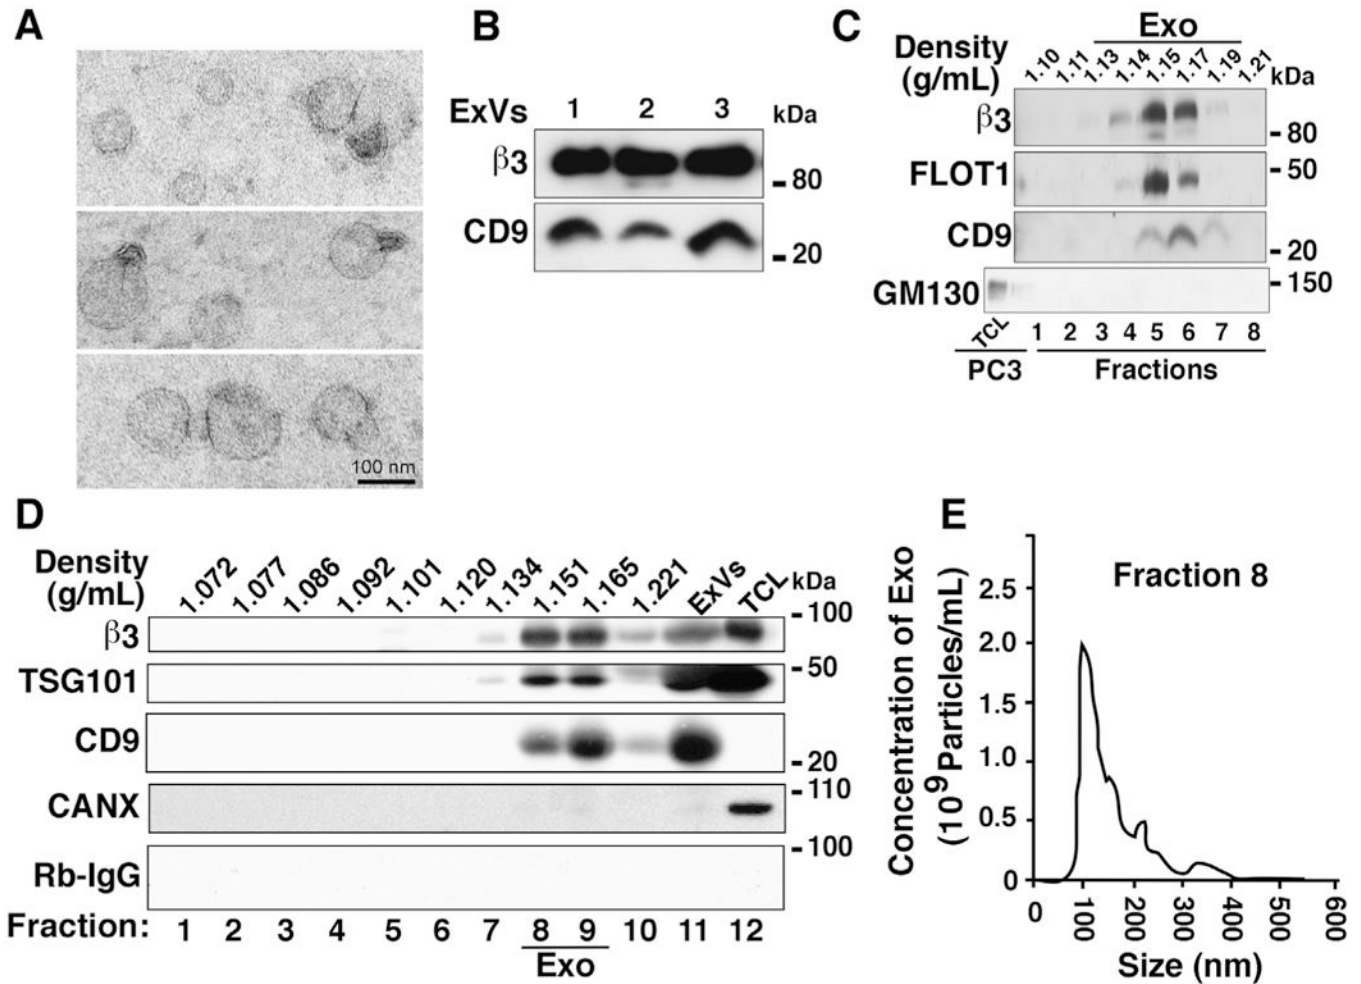 A
100 nm
B
ExVs 1 2 3 kDa
β3
- 80
CD9
- 20
C
Exo
Density
(g/mL)
1.10 1.11 1.13 1.14 1.15 1.17 1.19 1.21 kDa
β3
- 80
FLOT1
- 50
CD9
- 20
GM130
- 150
TCL 1 2 3 4 5 6 7 8
PC3 Fractions
D
Density
(g/mL)
1.072 1.077 1.086 1.092 1.101 1.120 1.134 1.151 1.165 1.221 ExVs TCL kDa
- 100
β3
TSG101
- 50
CD9
- 20
CANX
- 110
Rb-IgG
- 100
Fraction: 1 2 3 4 5 6 7 8 9 10 11 12
Exo
E
Fraction 8
Concentration of Exo
(10⁹Particles/mL)
2.5
2.0
1.5
1.0
0.5
0
0 100 200 300 400 500 600
Size (nm)